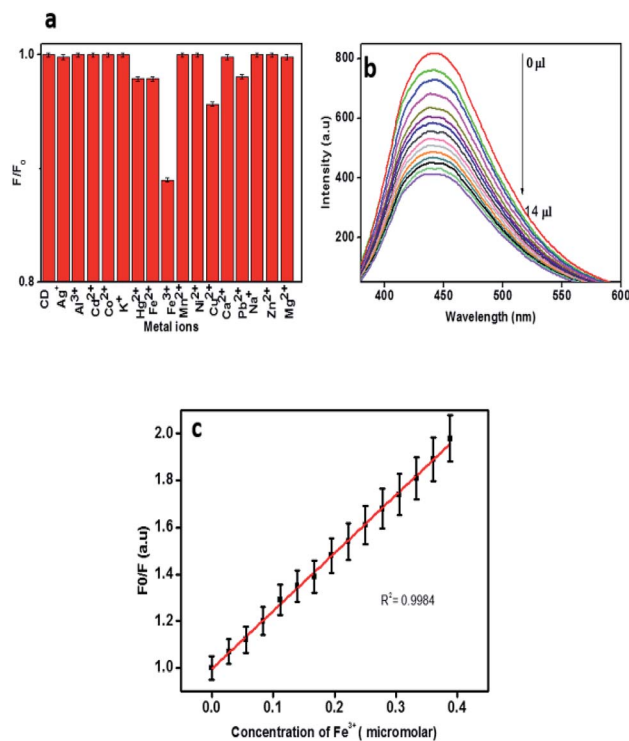 a
F/F₀
1.0
0.8
CD Ag⁺ Al³⁺ Cd²⁺ Co²⁺ K⁺ Hg²⁺ Fe²⁺ Fe³⁺ Mn²⁺ Ni²⁺ Cu²⁺ Ca²⁺ Pb²⁺ Na⁺ Zn²⁺ Mg²⁺
Metal ions
b
Intensity (a.u)
800
600
400
200
0 µl
14 µl
400 450 500 550 600
Wavelength (nm)
c
F0/F (a.u)
2.0
1.8
1.6
1.4
1.2
1.0
R²= 0.9984
0.0 0.1 0.2 0.3 0.4
Concentration of Fe³⁺ ( micromolar)